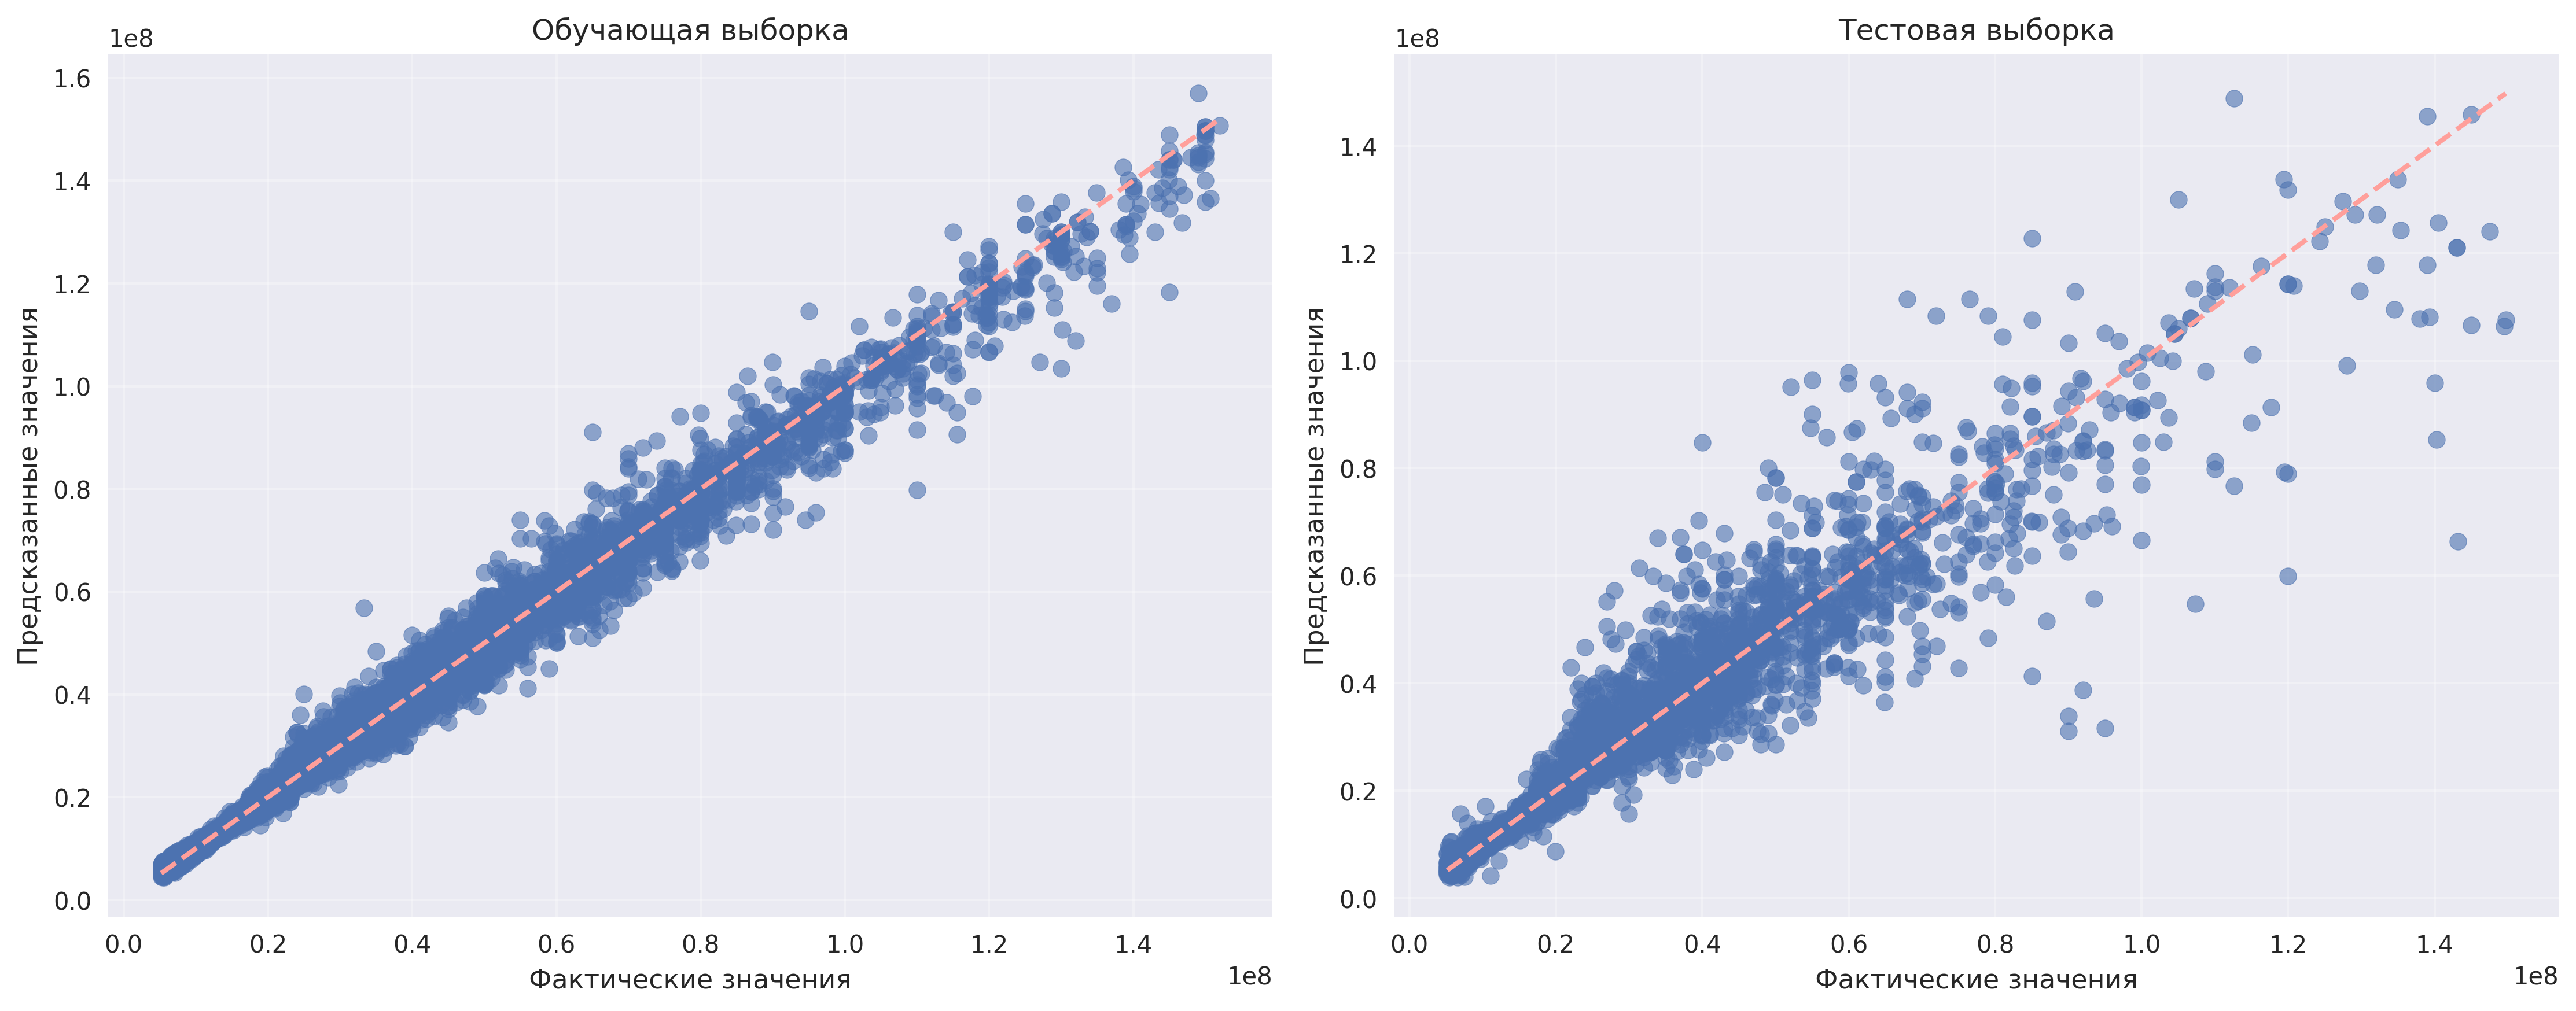 Обучающая выборка
1e8
1.6
1.4
1.2
1.0
0.8
0.6
0.4
0.2
0.0
Предсказанные значения
0.0 0.2 0.4 0.6 0.8 1.0 1.2 1.4
1e8
Фактические значения
Тестовая выборка
1e8
1.4
1.2
1.0
0.8
0.6
0.4
0.2
0.0
Предсказанные значения
0.0 0.2 0.4 0.6 0.8 1.0 1.2 1.4
1e8
Фактические значения